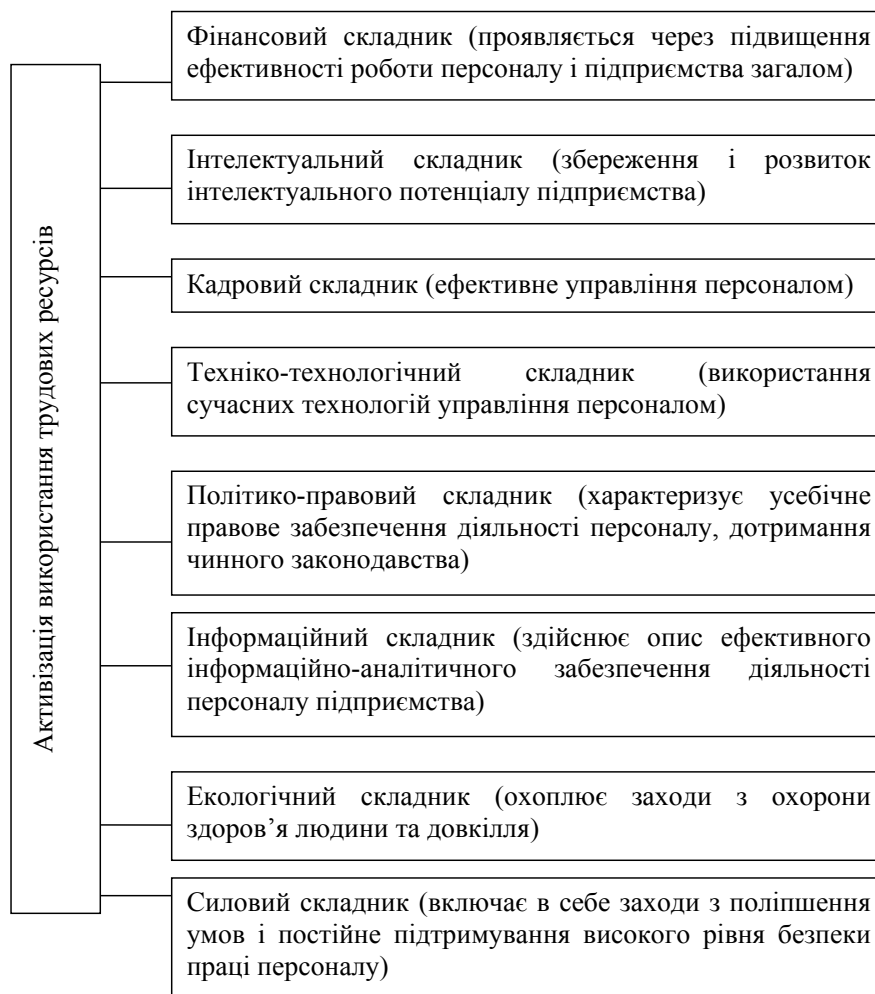 Фінансовий складник (проявляється через підвищення
ефективності роботи персоналу і підприємства загалом)
Інтелектуальний складник (збереження і розвиток
інтелектуального потенціалу підприємства)
Кадровий складник (ефективне управління персоналом)
Техніко-технологічний складник (використання
сучасних технологій управління персоналом)
Політико-правовий складник (характеризує усебічне
правове забезпечення діяльності персоналу, дотримання
чинного законодавства)
Інформаційний складник (здійснює опис ефективного
інформаційно-аналітичного забезпечення діяльності
персоналу підприємства)
Екологічний складник (охоплює заходи з охорони
здоров’я людини та довкілля)
Силовий складник (включає в себе заходи з поліпшення
умов і постійне підтримування високого рівня безпеки
праці персоналу)
Активізація використання трудових ресурсів